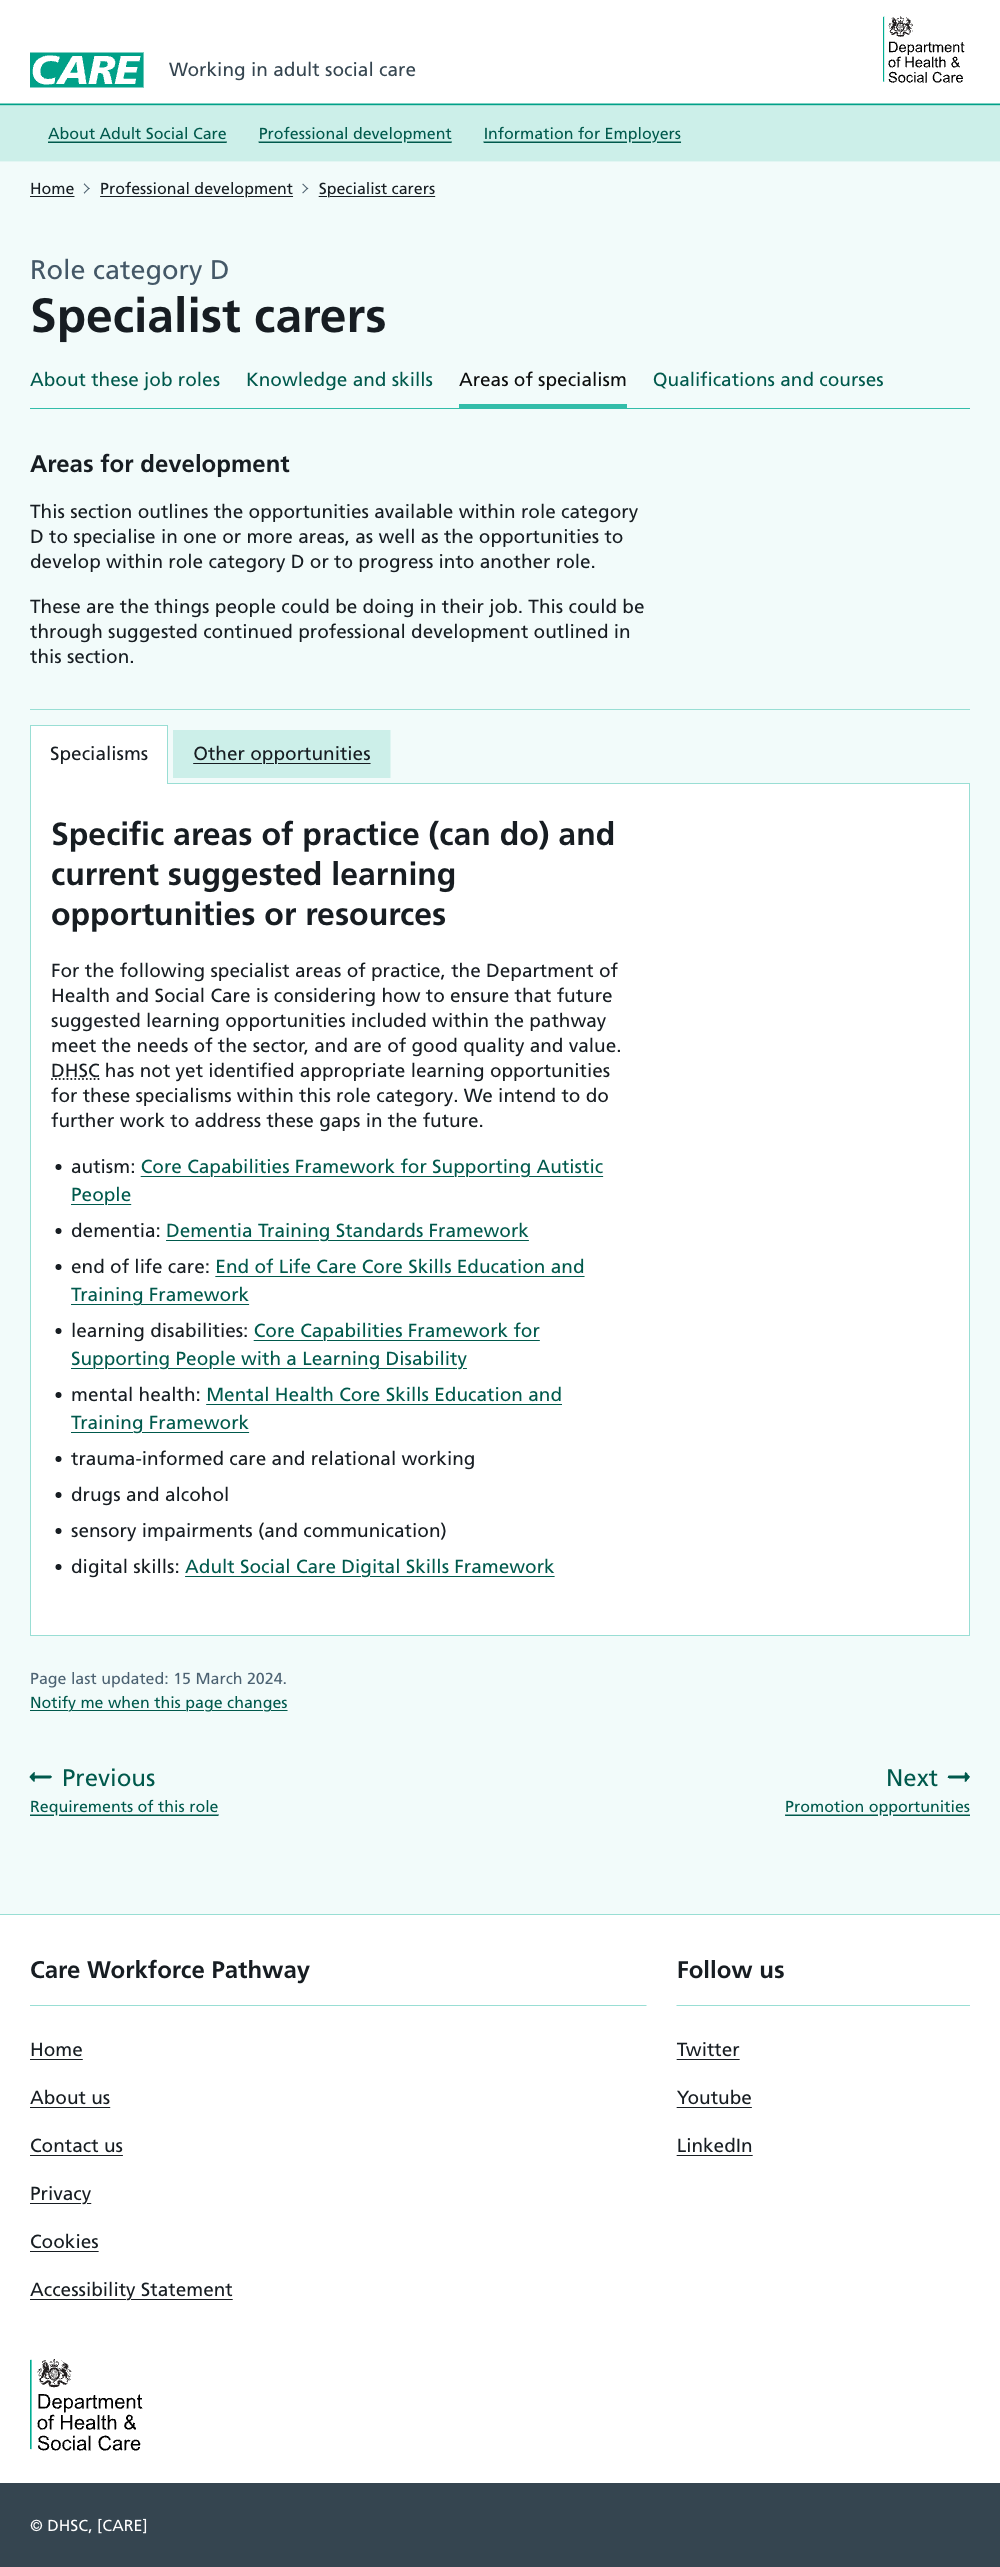 CARE
Working in adult social care
Department
of Health &
Social Care
About Adult Social Care
Professional development
Information for Employers
Home
Professional development
Specialist carers
Role category D
Specialist carers
About these job roles
Knowledge and skills
Areas of specialism
Qualifications and courses
Areas for development
This section outlines the opportunities available within role category
D to specialise in one or more areas, as well as the opportunities to
develop within role category D or to progress into another role.
These are the things people could be doing in their job. This could be
through suggested continued professional development outlined in
this section.
Specialisms
Other opportunities
Specific areas of practice (can do) and
current suggested learning
opportunities or resources
For the following specialist areas of practice, the Department of
Health and Social Care is considering how to ensure that future
suggested learning opportunities included within the pathway
meet the needs of the sector, and are of good quality and value.
DHSC has not yet identified appropriate learning opportunities
for these specialisms within this role category. We intend to do
further work to address these gaps in the future.
• autism: Core Capabilities Framework for Supporting Autistic
People
• dementia: Dementia Training Standards Framework
• end of life care: End of Life Care Core Skills Education and
Training Framework
• learning disabilities: Core Capabilities Framework for
Supporting People with a Learning Disability
• mental health: Mental Health Core Skills Education and
Training Framework
• trauma-informed care and relational working
• drugs and alcohol
• sensory impairments (and communication)
• digital skills: Adult Social Care Digital Skills Framework
Page last updated: 15 March 2024.
Notify me when this page changes
Previous
Requirements of this role
Next
Promotion opportunities
Care Workforce Pathway
Home
About us
Contact us
Privacy
Cookies
Accessibility Statement
Follow us
Twitter
Youtube
LinkedIn
Department
of Health &
Social Care
© DHSC, [CARE]